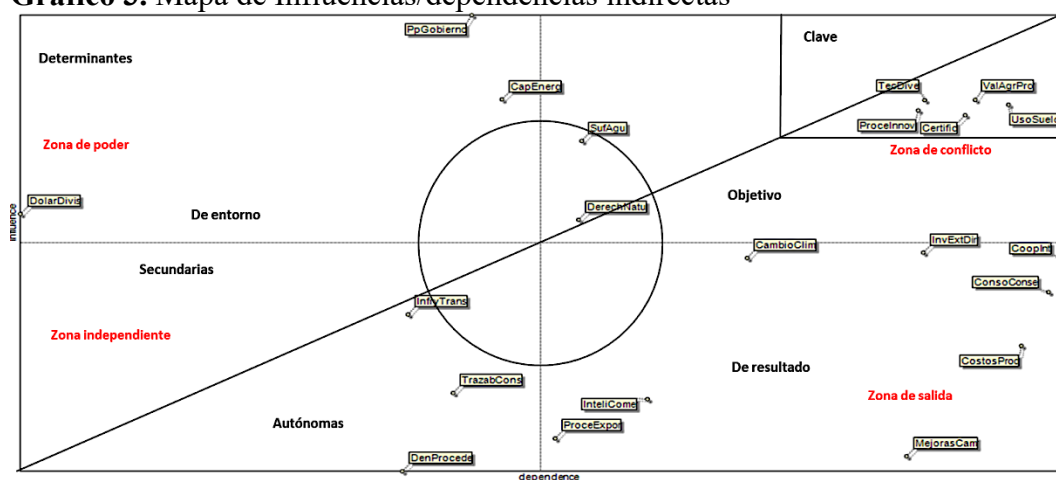 Gráfico 3. Mapa de Influencias/dependencias indirectas
PpGobierno
Clave
Determinantes
CapEnerg
TecDive
ValAgrPro
SufAgu
ProceInnov
Certific
UsoSuelo
Zona de poder
Zona de conflicto
DolarDivis
De entorno
DerechNatu
Objetivo
influence
CambioClim
InvExtDir
CoopInt
Secundarias
ConsoConse
InflyTrans
Zona independiente
CostosProd
De resultado
TrazabCons
Zona de salida
InteliCome
Autónomas
ProceExpor
MejorasCam
DenProcede
dependence